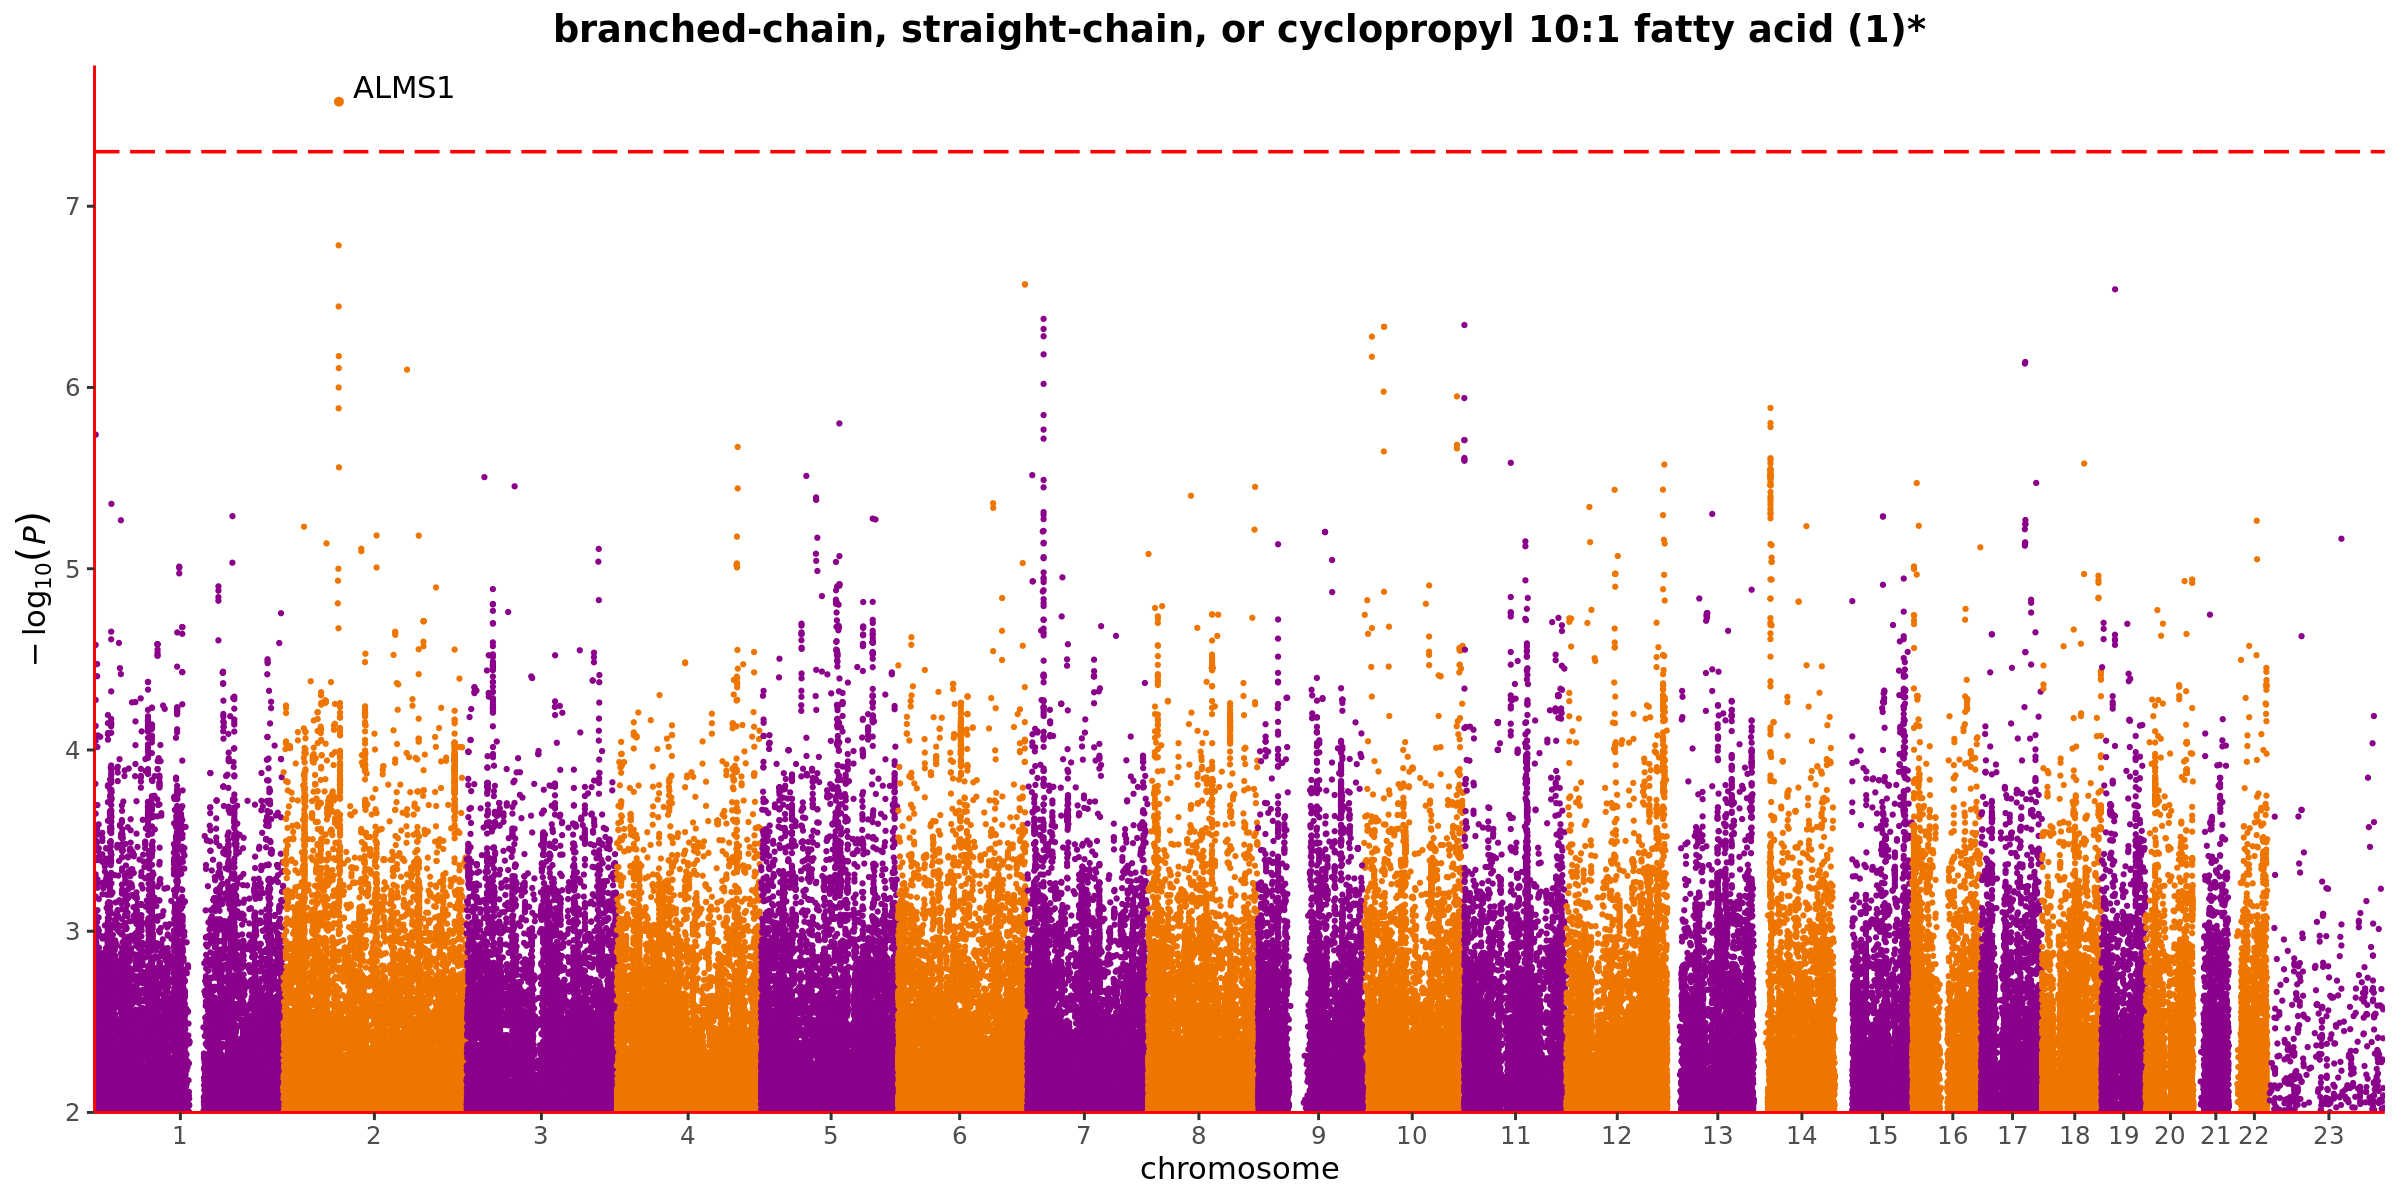 branched-chain, straight-chain, or cyclopropyl 10:1 fatty acid (1)*
ALMS1
7
6
5
4
3
2
− log10(P)
1 2 3 4 5 6 7 8 9 10 11 12 13 14 15 16 17 18 19 20 21 22 23
chromosome